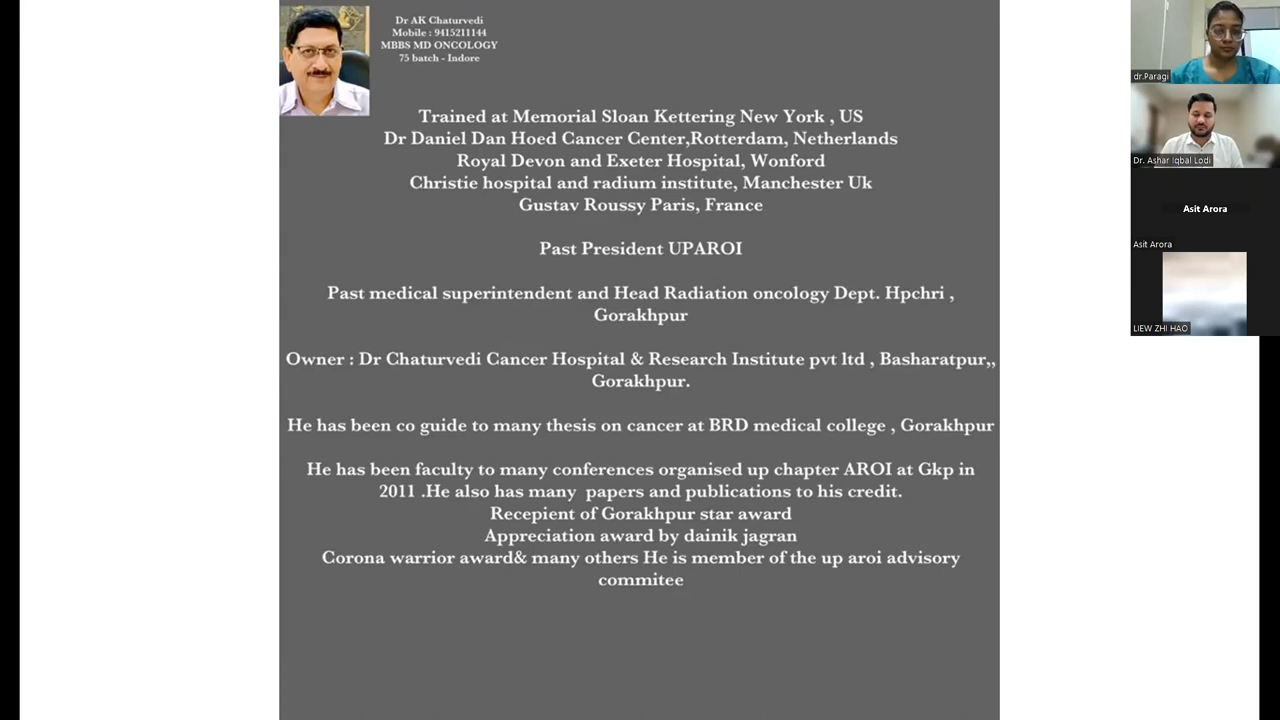 Dr AK Chaturvedi
Mobile : 9415211144
MBBS MD ONCOLOGY
75 batch - Indore
Trained at Memorial Sloan Kettering New York , US
Dr Daniel Dan Hoed Cancer Center,Rotterdam, Netherlands
Royal Devon and Exeter Hospital, Wonford
Christie hospital and radium institute, Manchester Uk
Gustav Roussy Paris, France
Past President UPAROI
Past medical superintendent and Head Radiation oncology Dept. Hpchri ,
Gorakhpur
Owner : Dr Chaturvedi Cancer Hospital & Research Institute pvt ltd , Basharatpur,,
Gorakhpur.
He has been co guide to many thesis on cancer at BRD medical college , Gorakhpur
He has been faculty to many conferences organised up chapter AROI at Gkp in
2011 .He also has many  papers and publications to his credit.
Recepient of Gorakhpur star award
Appreciation award by dainik jagran
Corona warrior award& many others He is member of the up aroi advisory
commitee
dr.Paragi
Dr. Ashar Iqbal Lodi
Asit Arora
Asit Arora
LIEW ZHI HAO